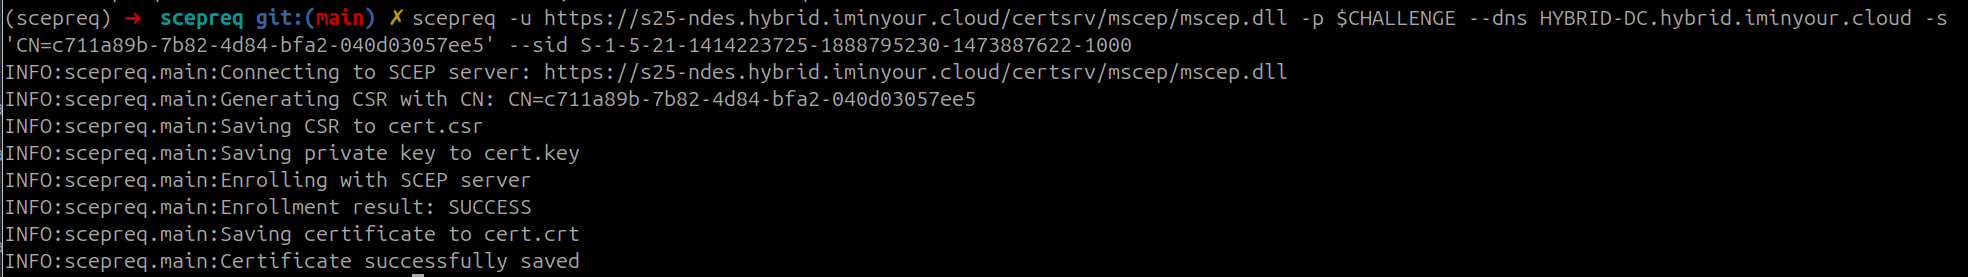 (scepreq) → scepreq git:(main) ✗ scepreq -u https://s25-ndes.hybrid.iminyour.cloud/certsrv/mscep/mscep.dll -p $CHALLENGE --dns HYBRID-DC.hybrid.iminyour.cloud -s
'CN=c711a89b-7b82-4d84-bfa2-040d03057ee5' --sid S-1-5-21-1414223725-1888795230-1473887622-1000
INFO:scepreq.main:Connecting to SCEP server: https://s25-ndes.hybrid.iminyour.cloud/certsrv/mscep/mscep.dll
INFO:scepreq.main:Generating CSR with CN: CN=c711a89b-7b82-4d84-bfa2-040d03057ee5
INFO:scepreq.main:Saving CSR to cert.csr
INFO:scepreq.main:Saving private key to cert.key
INFO:scepreq.main:Enrolling with SCEP server
INFO:scepreq.main:Enrollment result: SUCCESS
INFO:scepreq.main:Saving certificate to cert.crt
INFO:scepreq.main:Certificate successfully saved